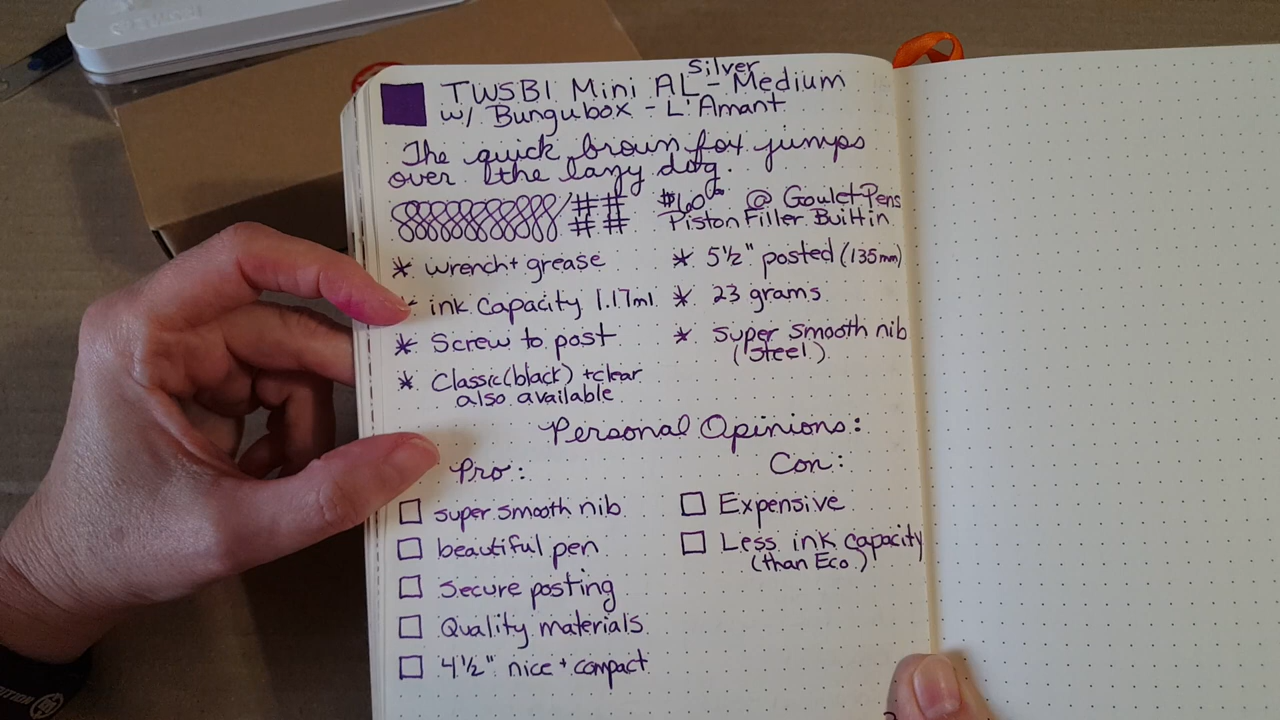 TWSBI Mini AL Silver - Medium
w/ Bungubox - L'Amant
The quick brown fox jumps
over the lazy dog.
$60⁰⁰ @ Goulet Pens
Piston Filler Built in
* wrench + grease
* ink capacity 1.17ml
* Screw to post
* Classic (black) + clear
also available
* 5½" posted (135mm)
* 23 grams
* super smooth nib
(steel)
Personal Opinions:
Pro:
super smooth nib
beautiful pen
Secure posting
Quality materials
4½" nice + compact
Con:
Expensive
Less ink capacity
(than Eco)